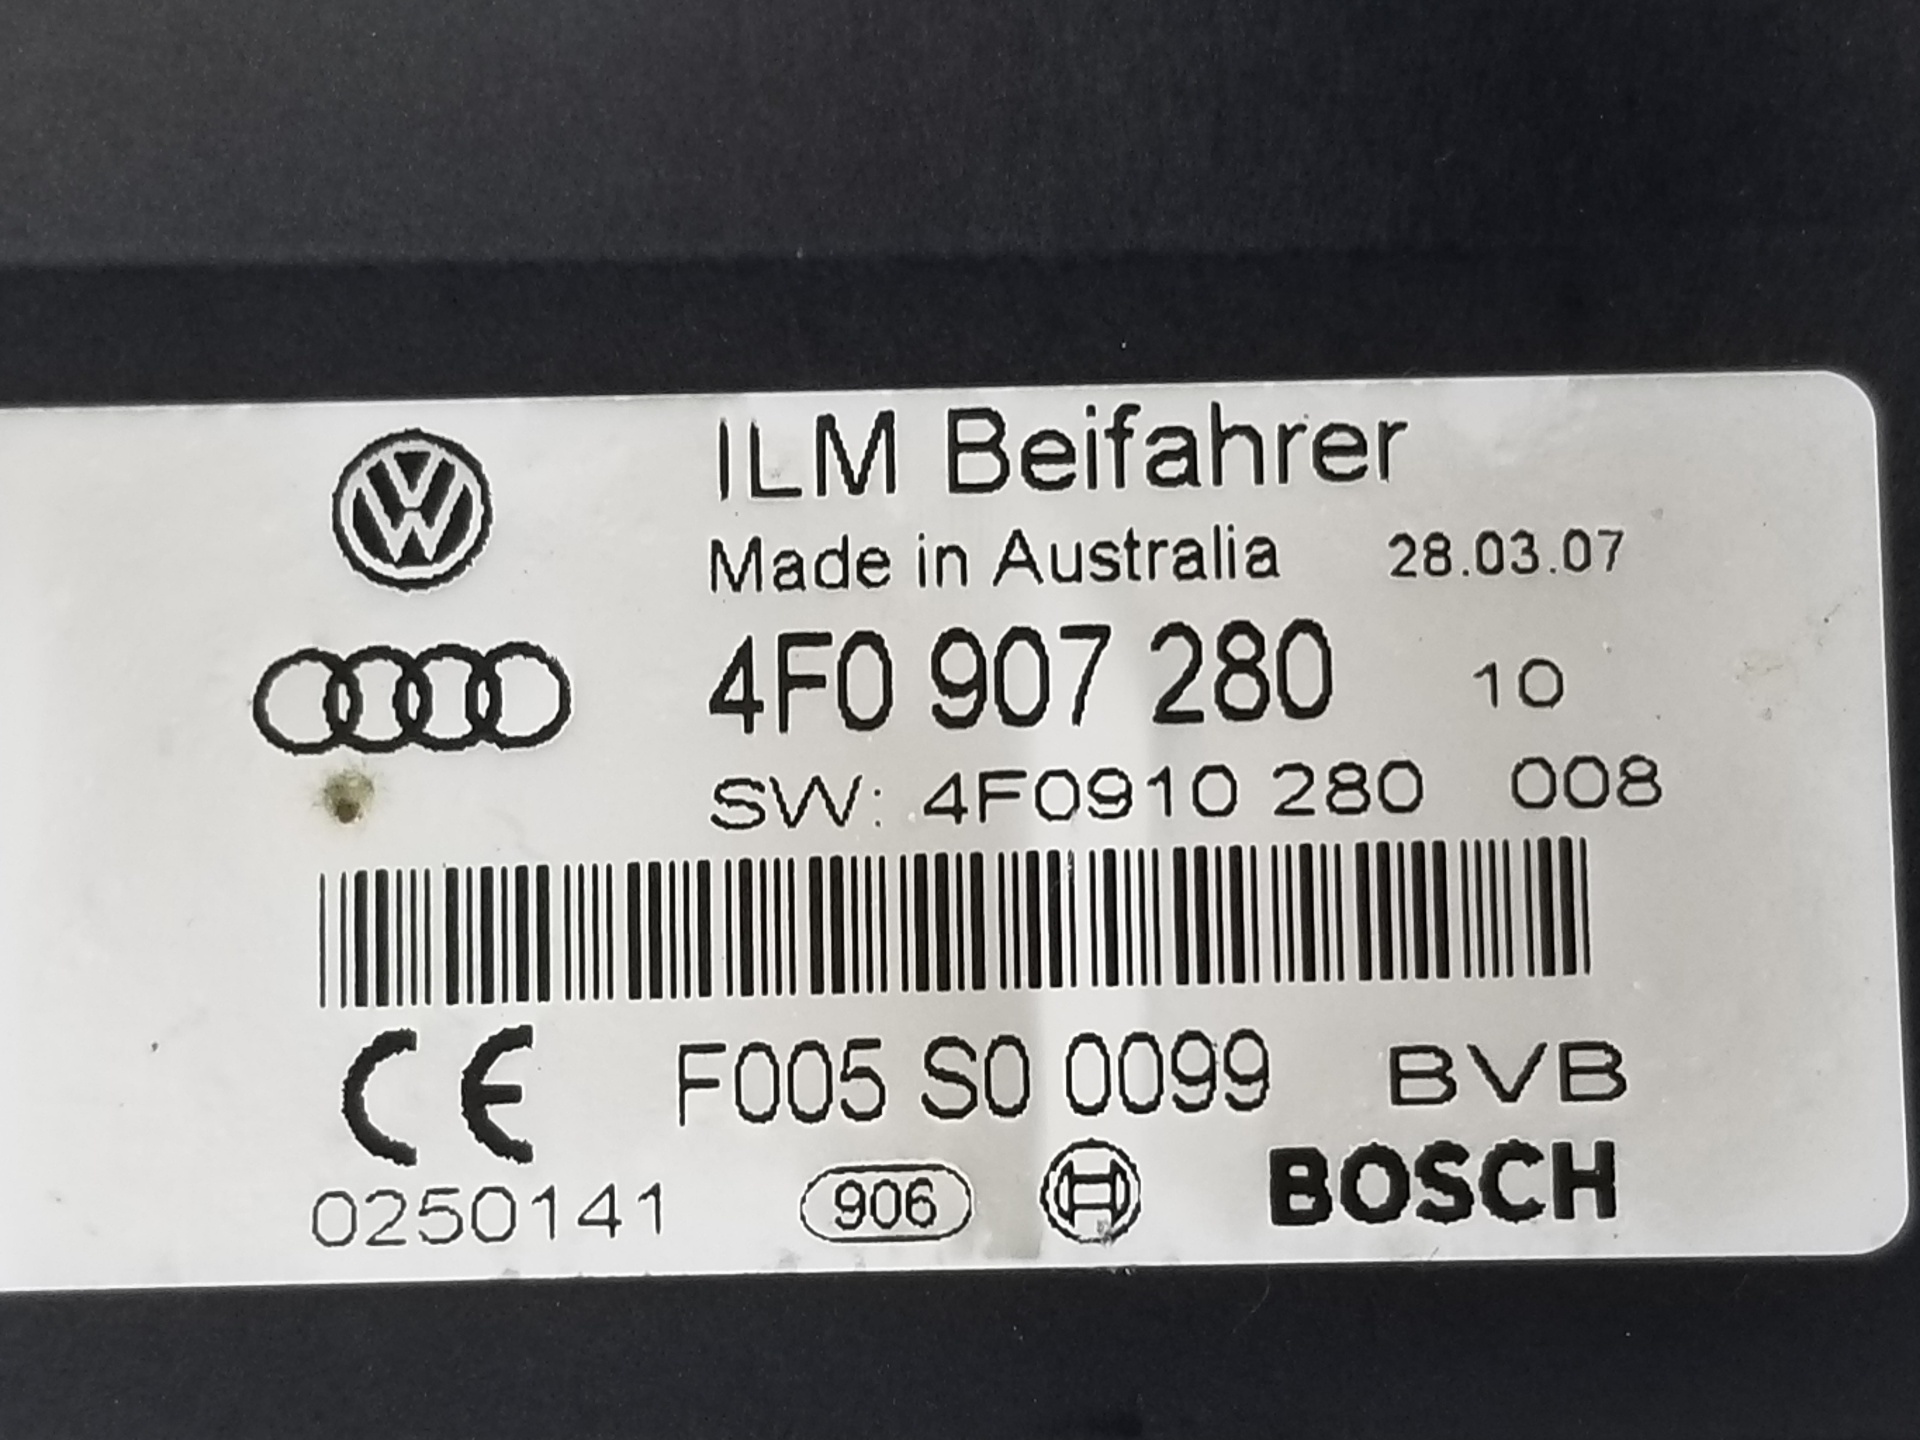 ILM Beifahrer
Made in Australia 28.03.07
4F0 907 280 10
SW: 4F0910 280 008
CE F005 S0 0099 BVB
0250141 906 BOSCH